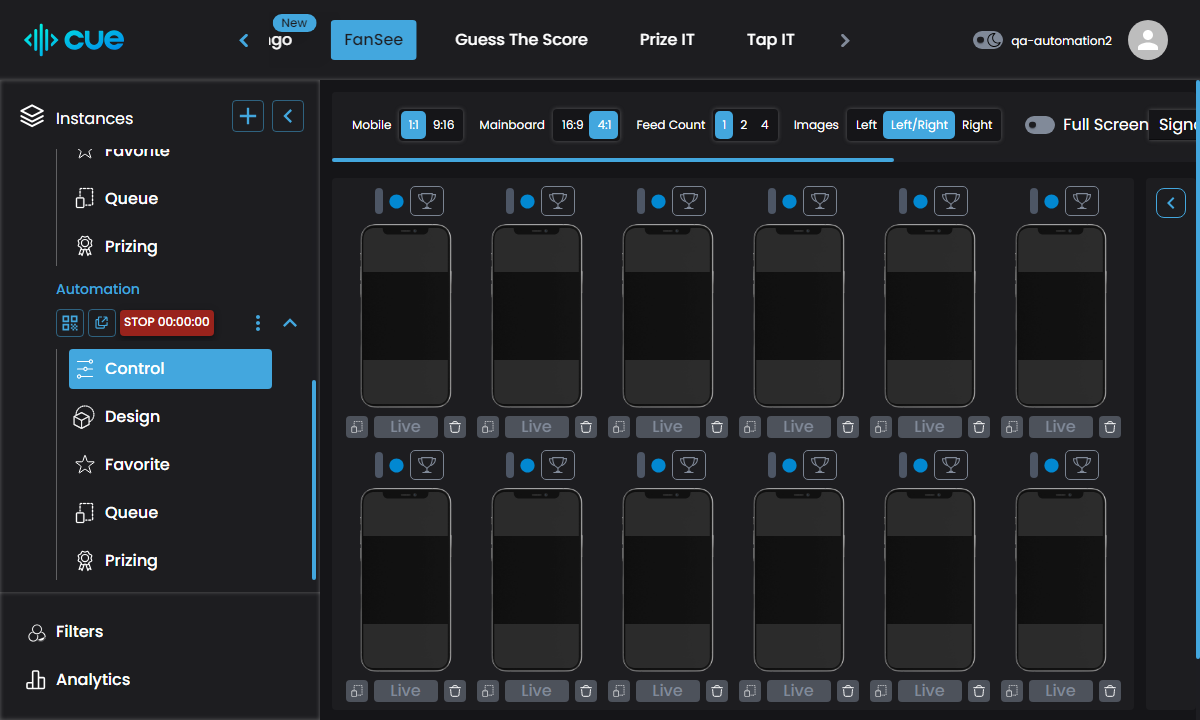 cue
New
FanSee
Guess The Score
Prize IT
Tap IT
qa-automation2
Instances
Favorite
Queue
Prizing
Automation
STOP 00:00:00
Control
Design
Favorite
Queue
Prizing
Filters
Analytics
Mobile 1:1 9:16
Mainboard 16:9 4:1
Feed Count 1 2 4
Images Left Left/Right Right
Full Screen
Live Live Live Live Live Live
Live Live Live Live Live Live